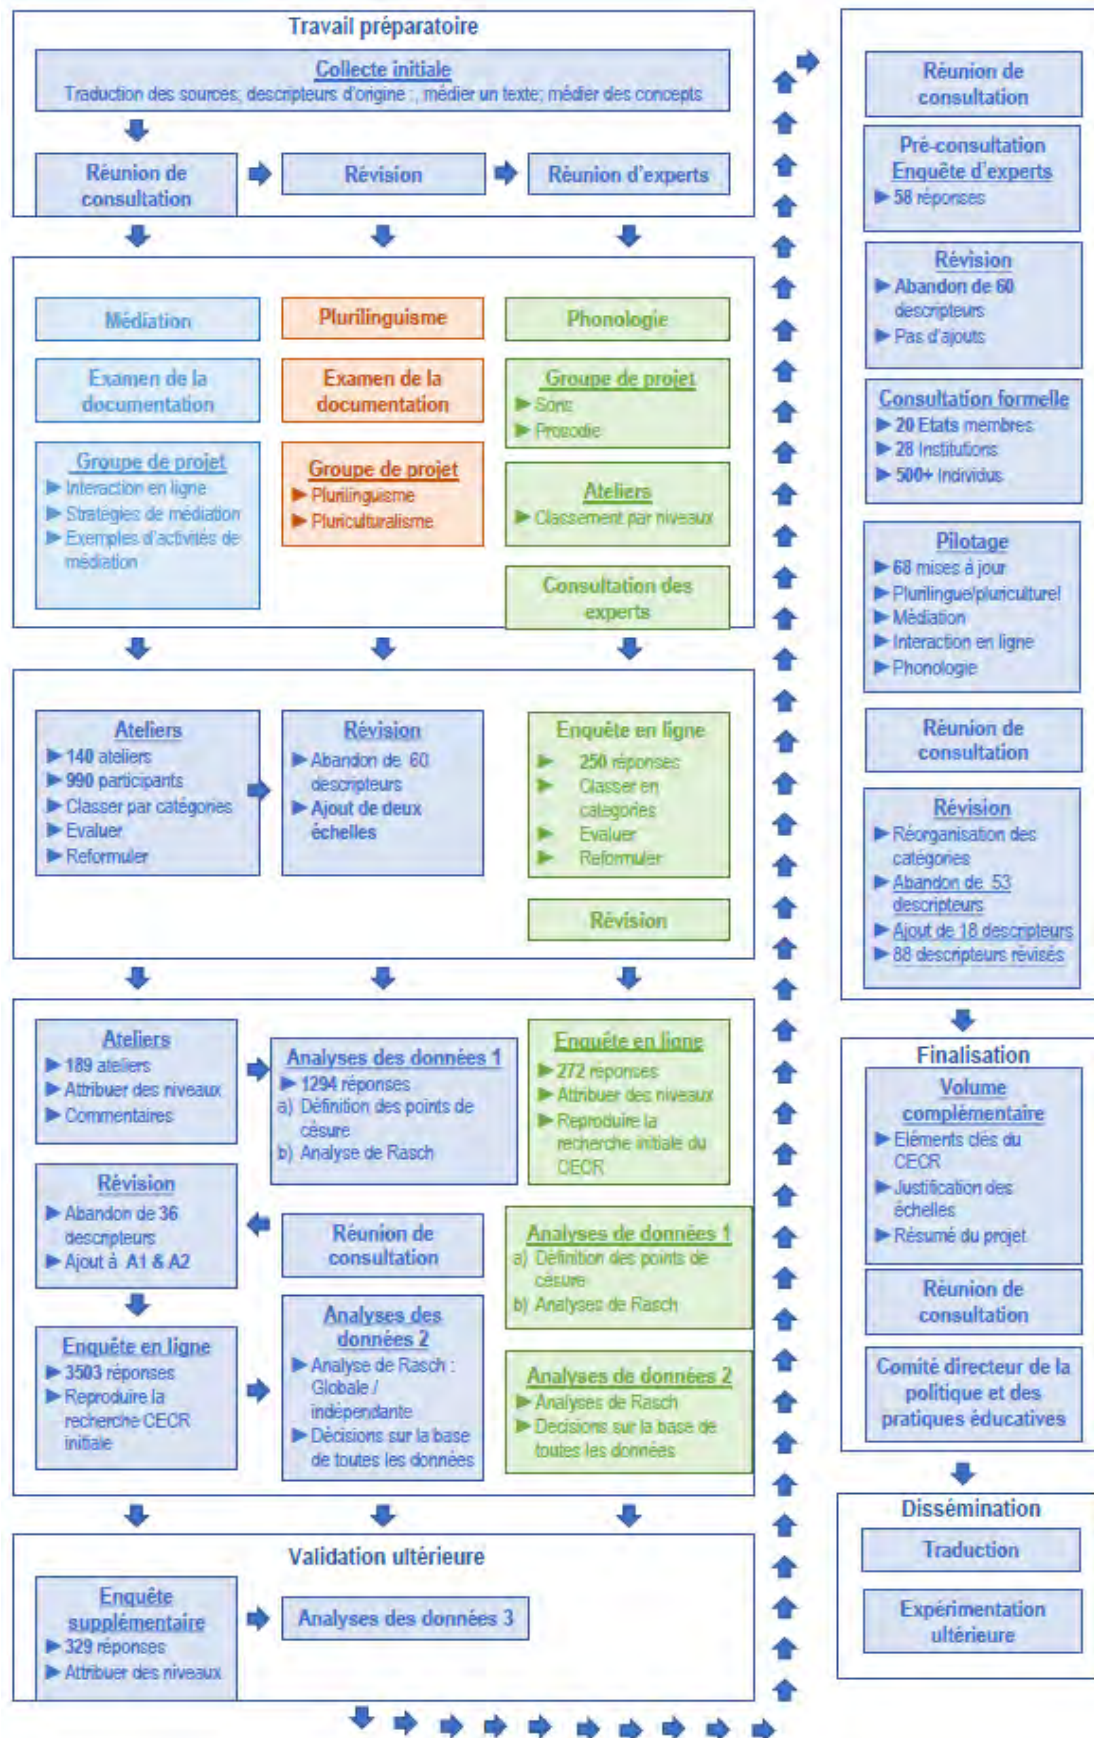 Travail préparatoire
Collecte initiale
Traduction des sources; descripteurs d'origine :, médier un texte; médier des concepts
Réunion de
consultation
Révision
Réunion d'experts
Médiation
Examen de la
documentation
Groupe de projet
► Interaction en ligne
► Stratégies de médiation
► Exemples d'activités de
médiation
Plurilinguisme
Examen de la
documentation
Groupe de projet
► Plurilinguisme
► Pluriculturalisme
Phonologie
Groupe de projet
► Sons
► Prosodie
Ateliers
► Classement par niveaux
Consultation des
experts
Ateliers
► 140 ateliers
► 990 participants
► Classer par catégories
► Evaluer
► Reformuler
Révision
► Abandon de 60
descripteurs
► Ajout de deux
échelles
Enquête en ligne
► 250 réponses
► Classer en
catégories
► Evaluer
► Reformuler
Révision
Ateliers
► 189 ateliers
► Attribuer des niveaux
► Commentaires
Analyses des données 1
► 1294 réponses
a) Définition des points de
césure
b) Analyse de Rasch
Enquête en ligne
► 272 réponses
► Attribuer des niveaux
► Reproduire la
recherche initiale du
CECR
Révision
► Abandon de 36
descripteurs
► Ajout à A1 & A2
Réunion de
consultation
Analyses de données 1
a) Définition des points de
césure
b) Analyses de Rasch
Enquête en ligne
► 3503 réponses
► Reproduire la
recherche CECR
initiale
Analyses des
données 2
► Analyse de Rasch :
Globale /
indépendante
► Décisions sur la base
de toutes les données
Analyses de données 2
► Analyses de Rasch
► Decisions sur la base de
toutes les données
Validation ultérieure
Enquête
supplémentaire
► 329 réponses
► Attribuer des niveaux
Analyses des données 3
Réunion de
consultation
Pré-consultation
Enquête d'experts
► 58 réponses
Révision
► Abandon de 60
descripteurs
► Pas d'ajouts
Consultation formelle
► 20 Etats membres
► 28 Institutions
► 500+ Individus
Pilotage
► 68 mises à jour
► Plurilingue/pluriculturel
► Médiation
► Interaction en ligne
► Phonologie
Réunion de
consultation
Révision
► Réorganisation des
catégories
► Abandon de 53
descripteurs
► Ajout de 18 descripteurs
► 88 descripteurs révisés
Finalisation
Volume
complémentaire
► Eléments clés du
CECR
► Justification des
échelles
► Résumé du projet
Réunion de
consultation
Comité directeur de la
politique et des
pratiques éducatives
Dissémination
Traduction
Expérimentation
ultérieure